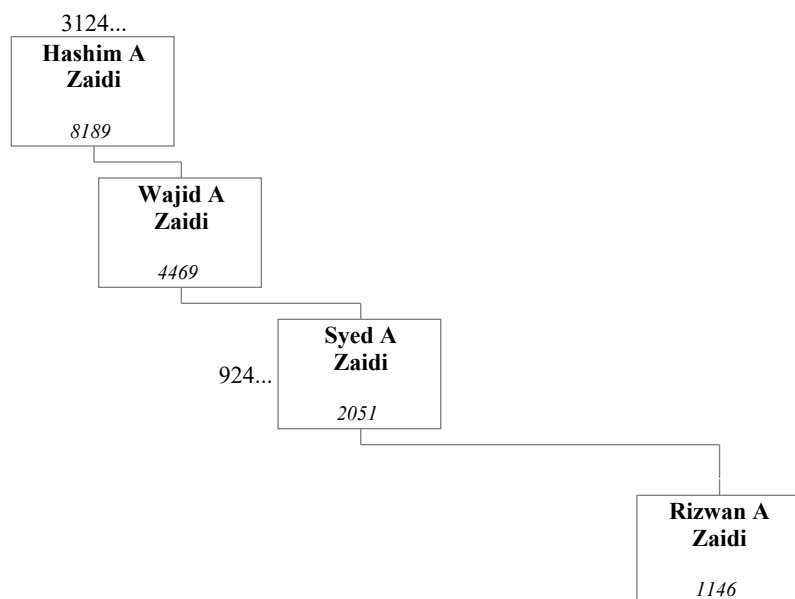 3124...
Hashim A
Zaidi
8189
Wajid A
Zaidi
4469
Syed A
Zaidi
924...
2051
Rizwan A
Zaidi
1146